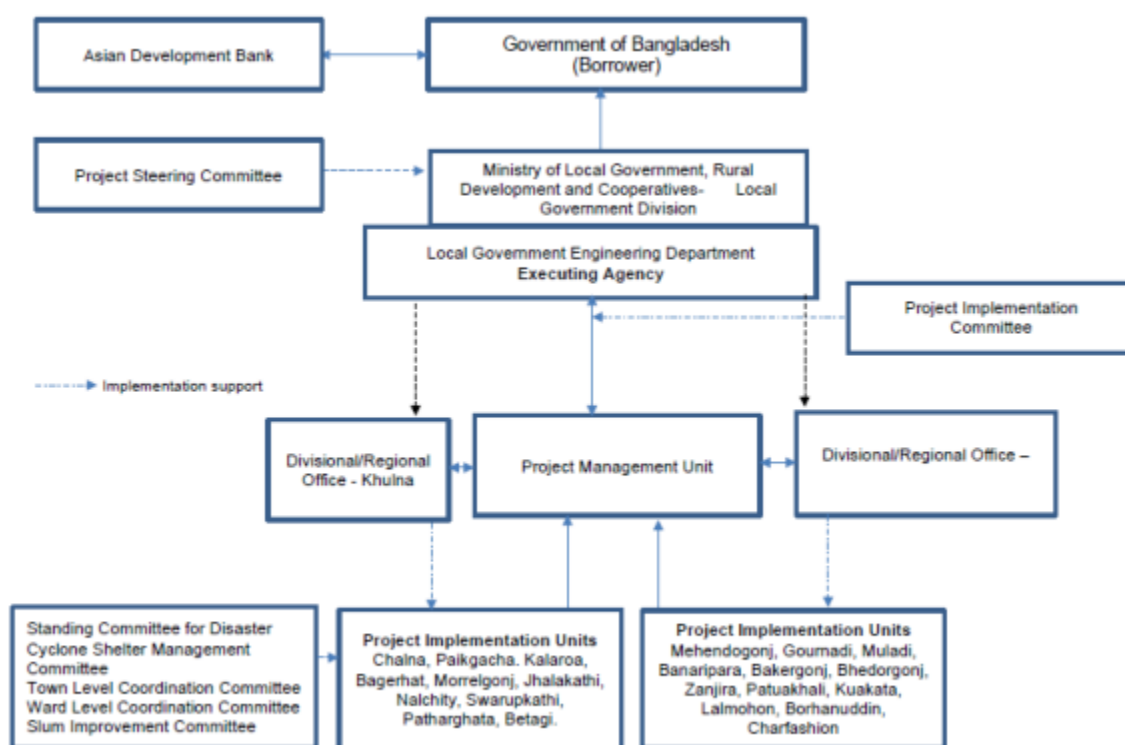 Asian Development Bank
Government of Bangladesh
(Borrower)
Project Steering Committee
Ministry of Local Government, Rural
Development and Cooperatives- Local
Government Division
Local Government Engineering Department
Executing Agency
Project Implementation
Committee
Implementation support
Divisional/Regional
Office - Khulna
Project Management Unit
Divisional/Regional Office –
Standing Committee for Disaster
Cyclone Shelter Management
Committee
Town Level Coordination Committee
Ward Level Coordination Committee
Slum Improvement Committee
Project Implementation Units
Chalna, Paikgacha. Kalaroa,
Bagerhat, Morrelgonj, Jhalakathi,
Nalchity, Swarupkathi,
Patharghata, Betagi.
Project Implementation Units
Mehendogonj, Gournadi, Muladi,
Banaripara, Bakergonj, Bhedorgonj,
Zanjira, Patuakhali, Kuakata,
Lalmohon, Borhanuddin,
Charfashion